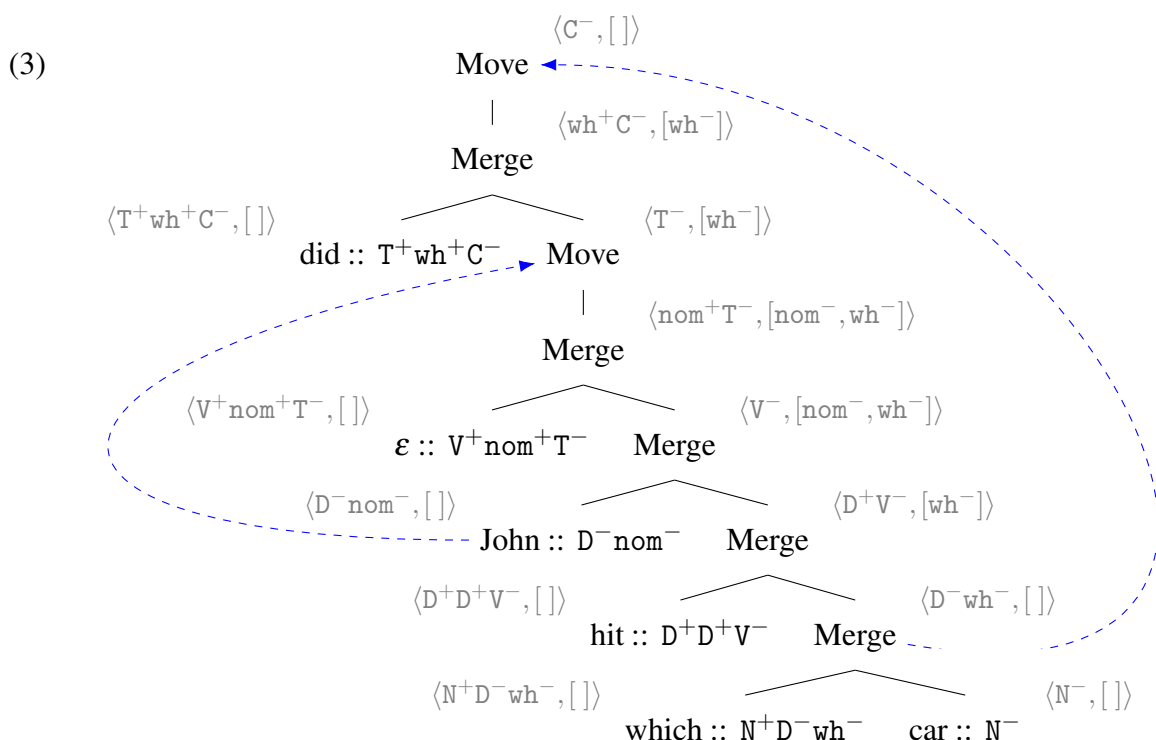 ⟨C⁻, [ ]⟩
(3) Move
⟨wh⁺C⁻, [wh⁻]⟩
Merge
⟨T⁺wh⁺C⁻, [ ]⟩ ⟨T⁻, [wh⁻]⟩
did :: T⁺wh⁺C⁻ Move
⟨nom⁺T⁻, [nom⁻, wh⁻]⟩
Merge
⟨V⁺nom⁺T⁻, [ ]⟩ ⟨V⁻, [nom⁻, wh⁻]⟩
ε :: V⁺nom⁺T⁻ Merge
⟨D⁻nom⁻, [ ]⟩ ⟨D⁺V⁻, [wh⁻]⟩
John :: D⁻nom⁻ Merge
⟨D⁺D⁺V⁻, [ ]⟩ ⟨D⁻wh⁻, [ ]⟩
hit :: D⁺D⁺V⁻ Merge
⟨N⁺D⁻wh⁻, [ ]⟩ ⟨N⁻, [ ]⟩
which :: N⁺D⁻wh⁻ car :: N⁻